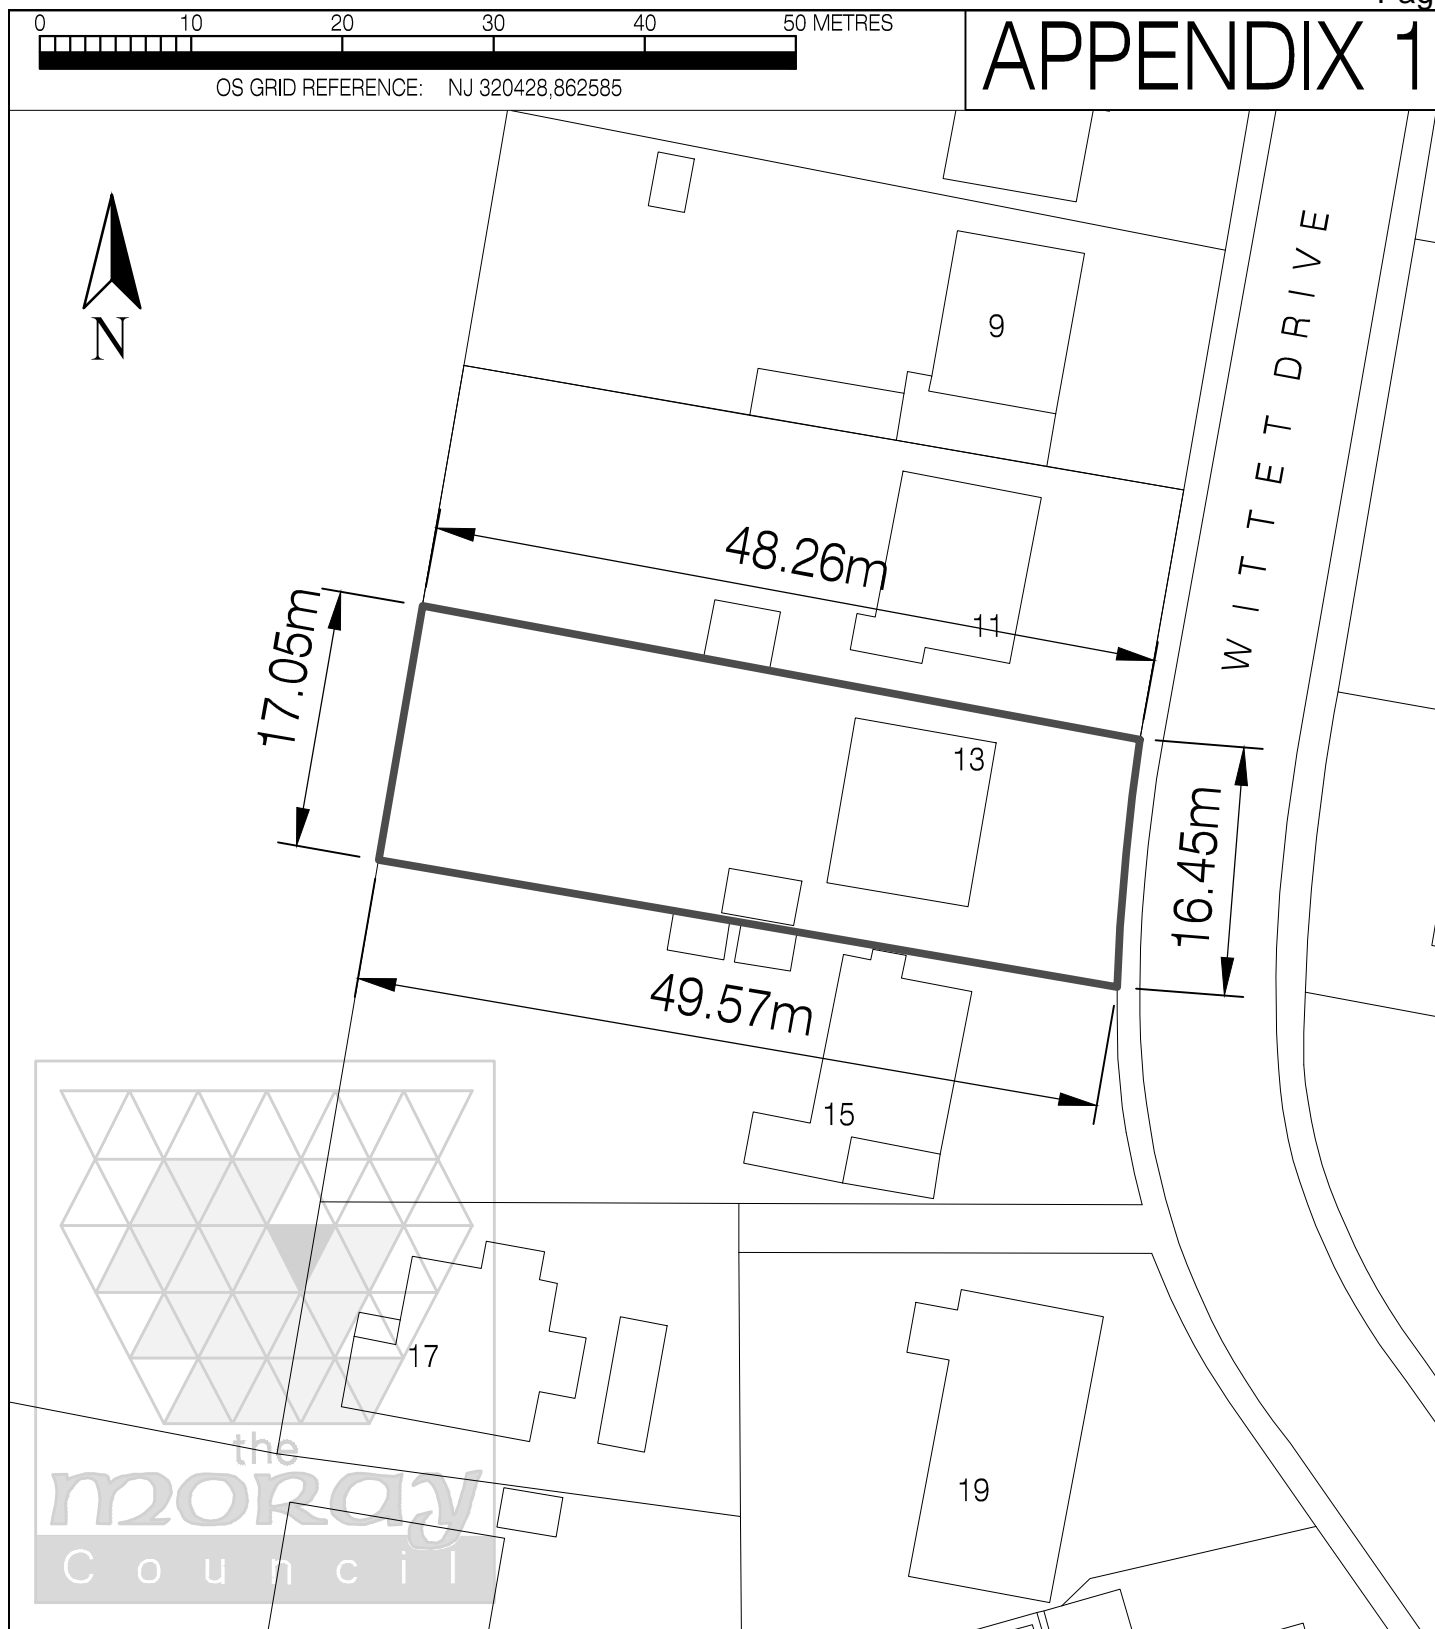 0 10 20 30 40 50 METRES
OS GRID REFERENCE: NJ 320428,862585
APPENDIX 1
N
9
WITTET DRIVE
48.26m
11
17.05m
13
16.45m
49.57m
15
17
19
the
moray
Council